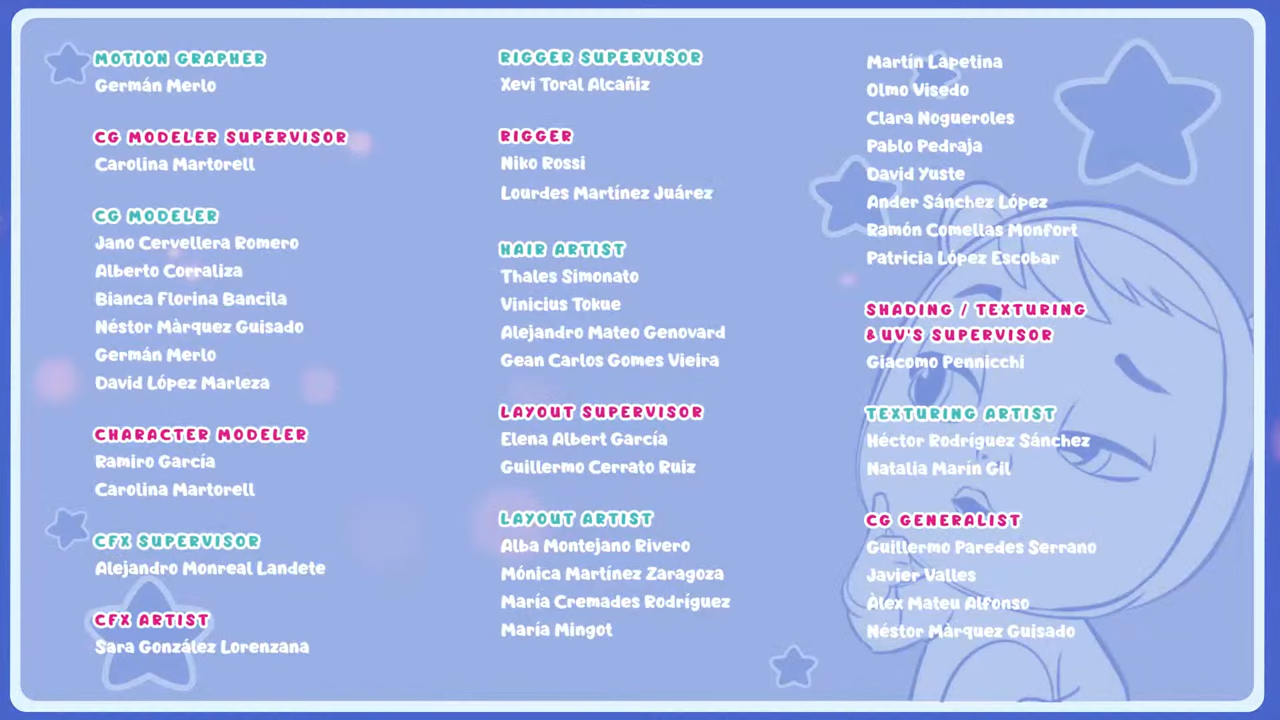 MOTION GRAPHER
Germán Merlo
CG MODELER SUPERVISOR
Carolina Martorell
CG MODELER
Jano Cervellera Romero
Alberto Corraliza
Bianca Florina Bancila
Néstor Màrquez Guisado
Germán Merlo
David López Marleza
CHARACTER MODELER
Ramiro García
Carolina Martorell
CFX SUPERVISOR
Alejandro Monreal Landete
CFX ARTIST
Sara González Lorenzana
RIGGER SUPERVISOR
Xevi Toral Alcañiz
RIGGER
Niko Rossi
Lourdes Martínez Juárez
HAIR ARTIST
Thales Simonato
Vinicius Tokue
Alejandro Mateo Genovard
Gean Carlos Gomes Vieira
LAYOUT SUPERVISOR
Elena Albert García
Guillermo Cerrato Ruiz
LAYOUT ARTIST
Alba Montejano Rivero
Mónica Martínez Zaragoza
María Cremades Rodríguez
María Mingot
Martín Lapetina
Olmo Visedo
Clara Nogueroles
Pablo Pedraja
David Yuste
Ander Sánchez López
Ramón Comellas Monfort
Patricia López Escobar
SHADING / TEXTURING
& UV'S SUPERVISOR
Giacomo Pennicchi
TEXTURING ARTIST
Héctor Rodríguez Sánchez
Natalia Marín Gil
CG GENERALIST
Guillermo Paredes Serrano
Javier Valles
Àlex Mateu Alfonso
Néstor Màrquez Guisado